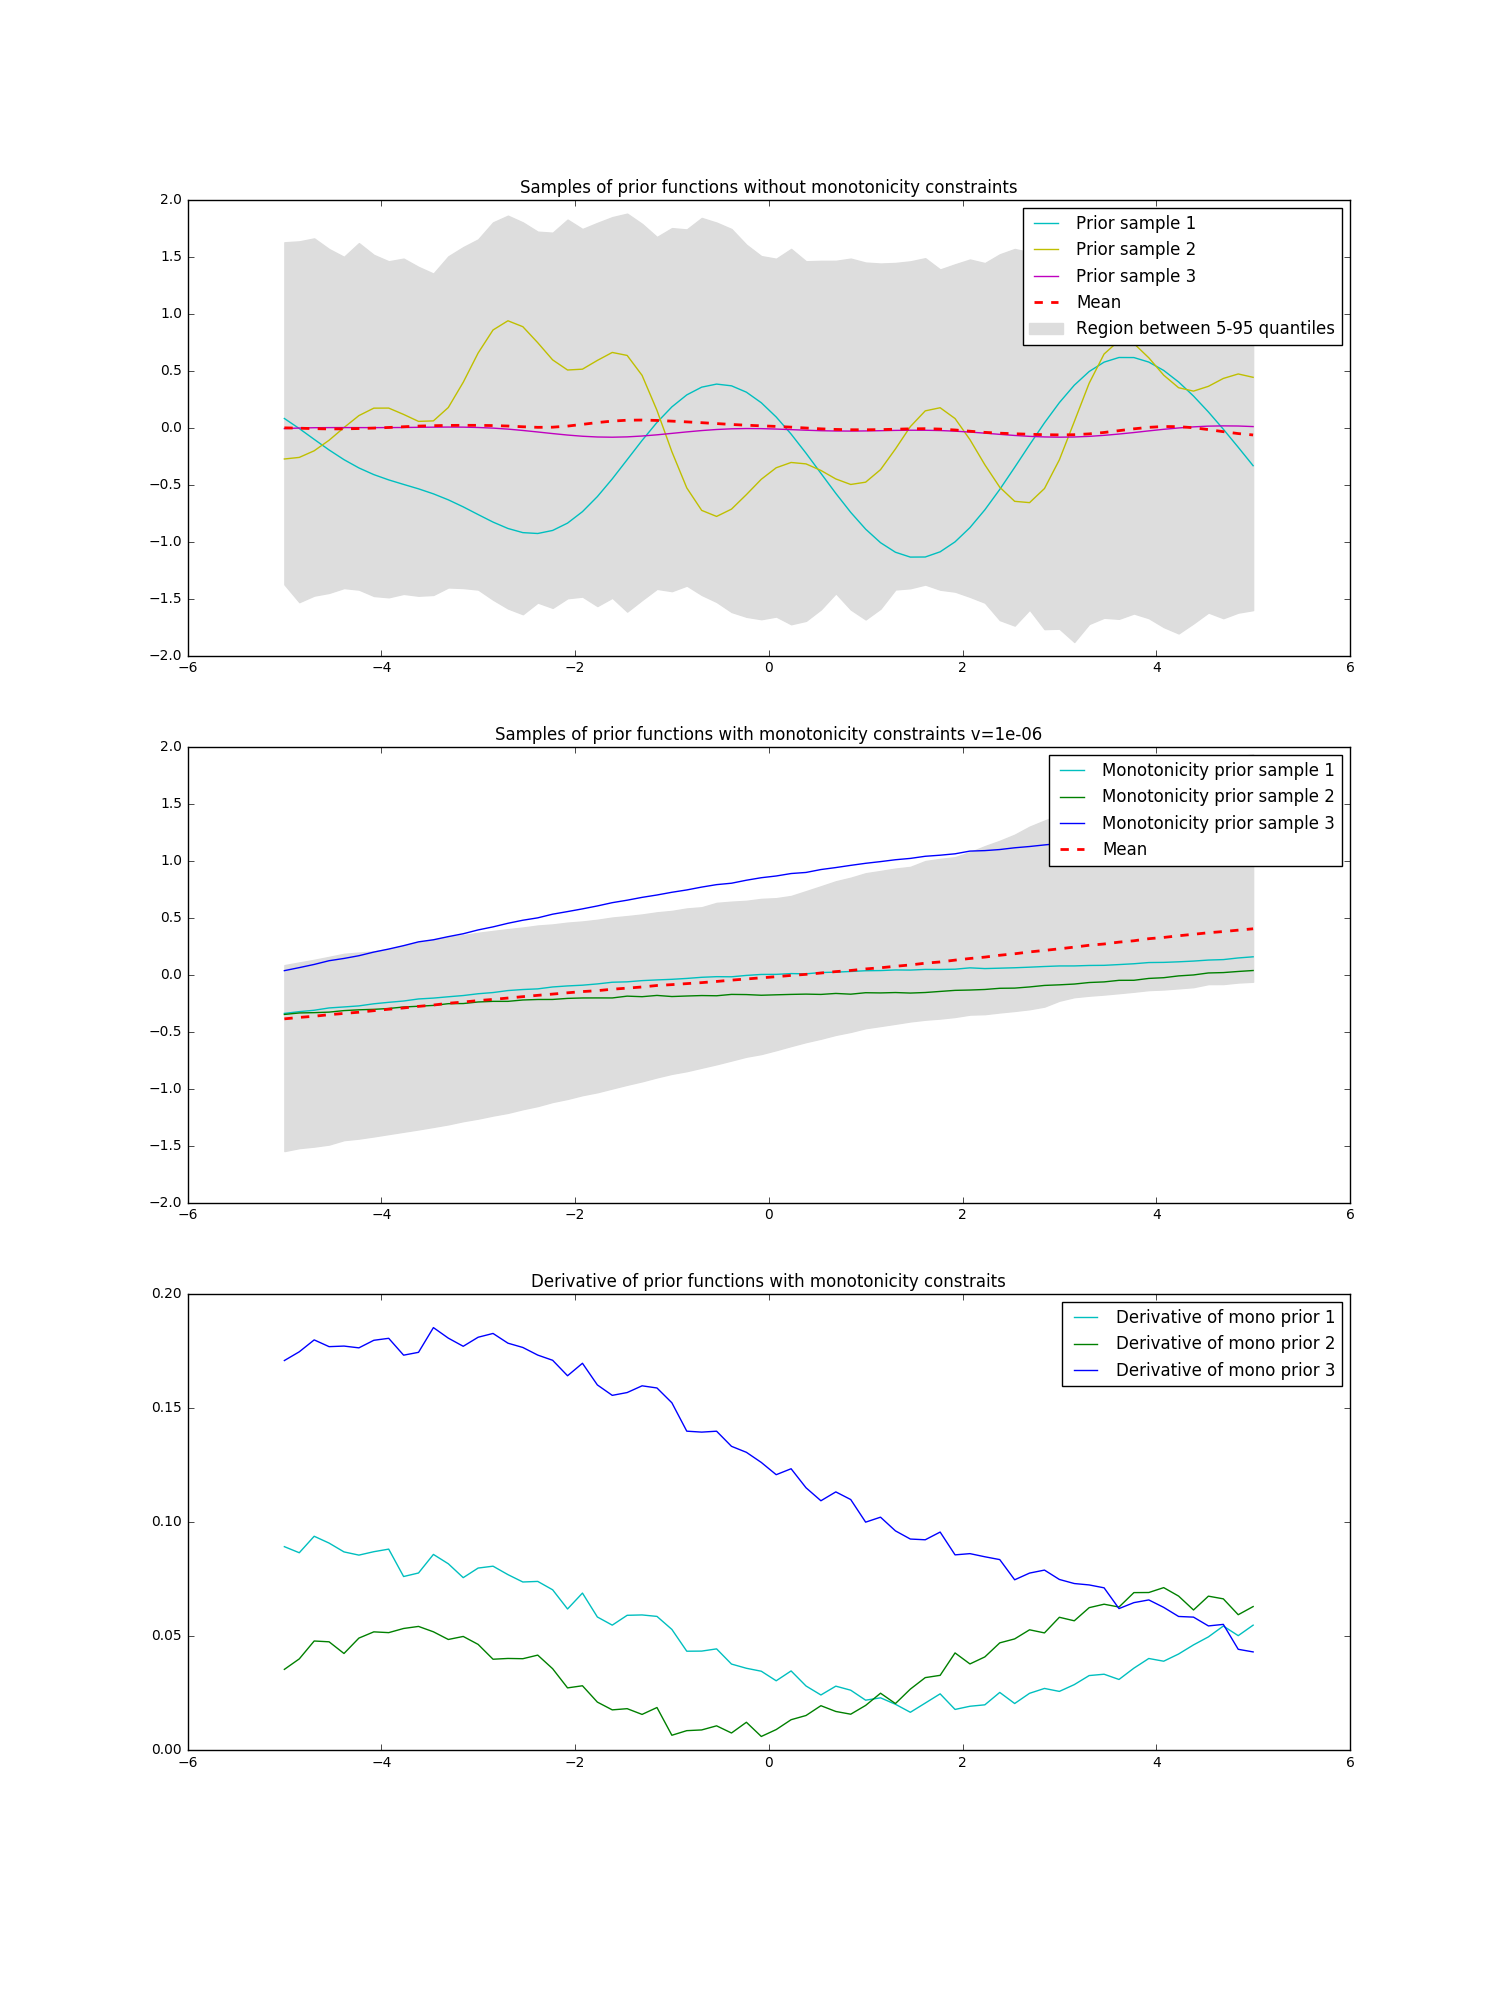 Samples of prior functions without monotonicity constraints
2.0
1.5
1.0
0.5
0.0
−0.5
−1.0
−1.5
−2.0
−6 −4 −2 0 2 4 6
Prior sample 1
Prior sample 2
Prior sample 3
Mean
Region between 5-95 quantiles
Samples of prior functions with monotonicity constraints v=1e-06
2.0
1.5
1.0
0.5
0.0
−0.5
−1.0
−1.5
−2.0
−6 −4 −2 0 2 4 6
Monotonicity prior sample 1
Monotonicity prior sample 2
Monotonicity prior sample 3
Mean
Derivative of prior functions with monotonicity constraits
0.20
0.15
0.10
0.05
0.00
−6 −4 −2 0 2 4 6
Derivative of mono prior 1
Derivative of mono prior 2
Derivative of mono prior 3